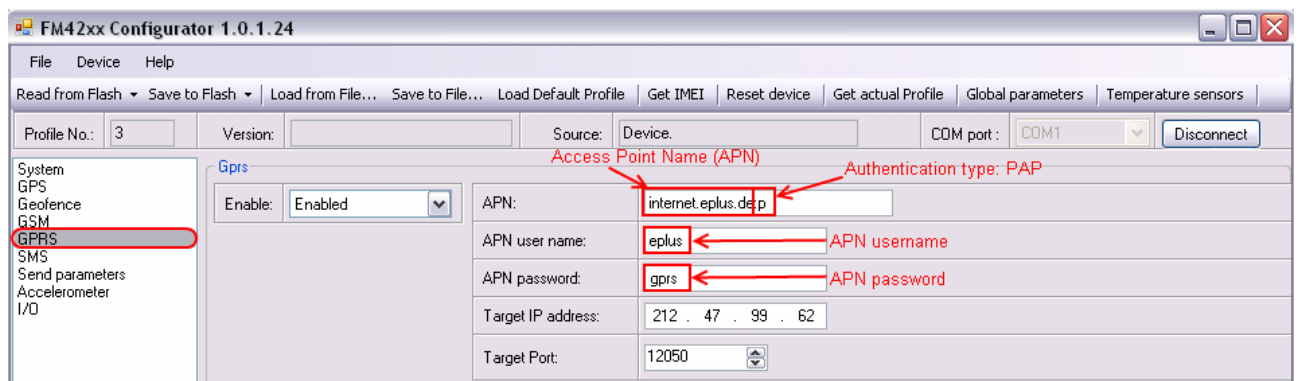 FM42xx Configurator 1.0.1.24
File Device Help
Read from Flash Save to Flash Load from File... Save to File... Load Default Profile Get IMEI Reset device Get actual Profile Global parameters Temperature sensors
Profile No.: 3 Version: Source: Device. COM port : COM1 Disconnect
Access Point Name (APN)
Authentication type: PAP
System
GPS
Geofence
GSM
GPRS
SMS
Send parameters
Accelerometer
I/O
Gprs
Enable: Enabled
APN: internet.eplus.de:p
APN user name: eplus APN username
APN password: gprs APN password
Target IP address: 212 . 47 . 99 . 62
Target Port: 12050